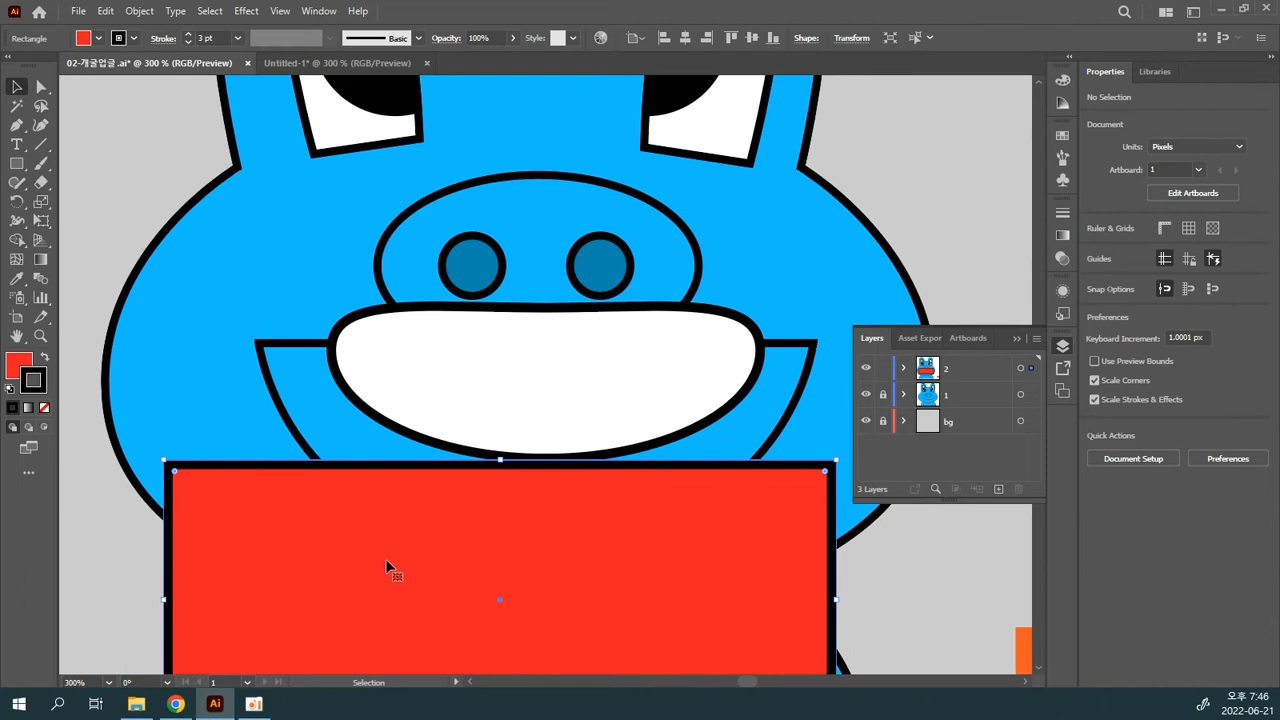 Ai File Edit Object Type Select Effect View Window Help
Rectangle Stroke: 3 pt Basic Opacity: 100% Style: Shape: Transform
02-개굴업글.ai* @ 300 % (RGB/Preview) × Untitled-1* @ 300 % (RGB/Preview) ×
Properties Libraries
No Selection
Document
Units: Pixels
Artboard: 1
Edit Artboards
Ruler & Grids
Guides
Snap Options
Preferences
Keyboard Increment: 1.0001 px
Use Preview Bounds
Scale Corners
Scale Strokes & Effects
Quick Actions
Document Setup Preferences
Layers Asset Expor Artboards
2
1
bg
3 Layers
300% 0° 1 Selection
Ai 오후 7:46
2022-06-21